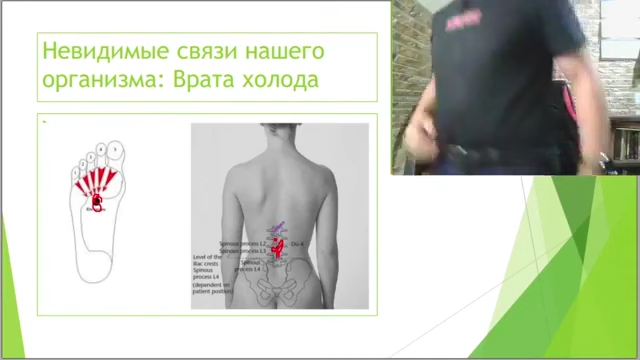 Невидимые связи нашего
организма: Врата холода
Spinous process L2
Du-4
Spinous process L3
Level of the
iliac crests
Spinous
process L4
Spinous
process L4
(dependent on
patient position)